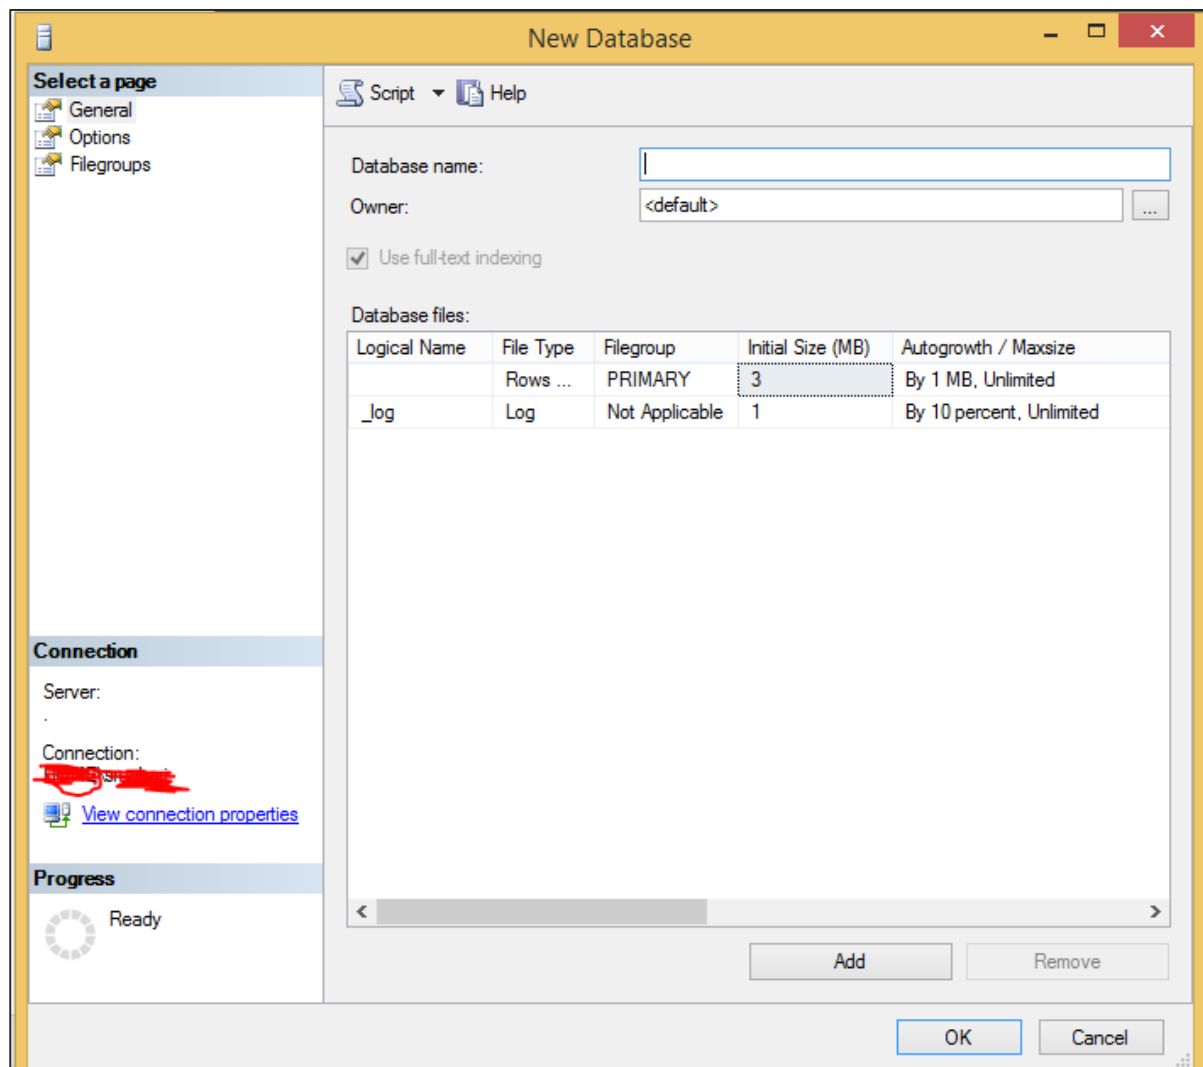 New Database
Select a page
General
Options
Filegroups
Script Help
Database name:
Owner: <default> ...
Use full-text indexing
Database files:
Logical Name File Type Filegroup Initial Size (MB) Autogrowth / Maxsize
Rows ... PRIMARY 3 By 1 MB, Unlimited
_log Log Not Applicable 1 By 10 percent, Unlimited
Connection
Server:
.
Connection:
View connection properties
Progress
Ready
Add Remove
OK Cancel